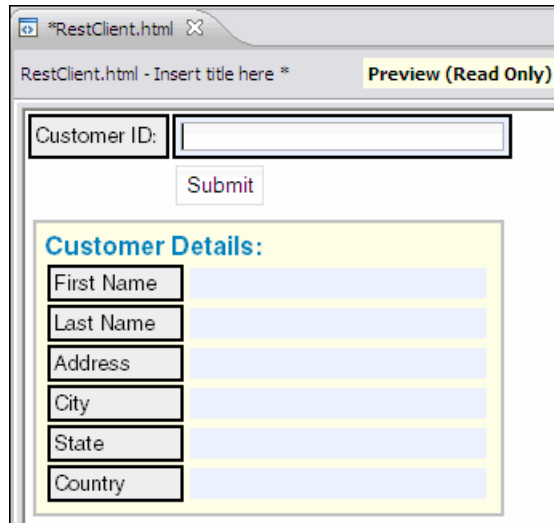 *RestClient.html
RestClient.html - Insert title here * Preview (Read Only)
Customer ID:
Submit
Customer Details:
First Name
Last Name
Address
City
State
Country